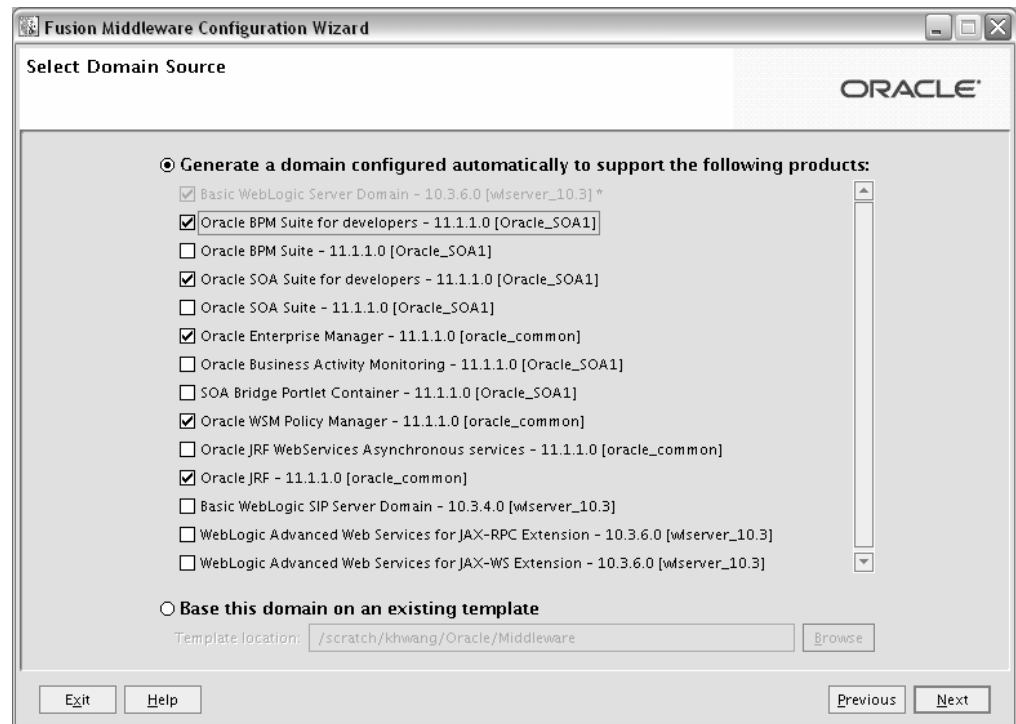 Fusion Middleware Configuration Wizard
Select Domain Source
ORACLE
Generate a domain configured automatically to support the following products:
Basic WebLogic Server Domain - 10.3.6.0 [wlserver_10.3] *
Oracle BPM Suite for developers - 11.1.1.0 [Oracle_SOA1]
Oracle BPM Suite - 11.1.1.0 [Oracle_SOA1]
Oracle SOA Suite for developers - 11.1.1.0 [Oracle_SOA1]
Oracle SOA Suite - 11.1.1.0 [Oracle_SOA1]
Oracle Enterprise Manager - 11.1.1.0 [oracle_common]
Oracle Business Activity Monitoring - 11.1.1.0 [Oracle_SOA1]
SOA Bridge Portlet Container - 11.1.1.0 [Oracle_SOA1]
Oracle WSM Policy Manager - 11.1.1.0 [oracle_common]
Oracle JRF WebServices Asynchronous services - 11.1.1.0 [oracle_common]
Oracle JRF - 11.1.1.0 [oracle_common]
Basic WebLogic SIP Server Domain - 10.3.4.0 [wlserver_10.3]
WebLogic Advanced Web Services for JAX-RPC Extension - 10.3.6.0 [wlserver_10.3]
WebLogic Advanced Web Services for JAX-WS Extension - 10.3.6.0 [wlserver_10.3]
Base this domain on an existing template
Template location: /scratch/khwang/Oracle/Middleware Browse
Exit Help Previous Next